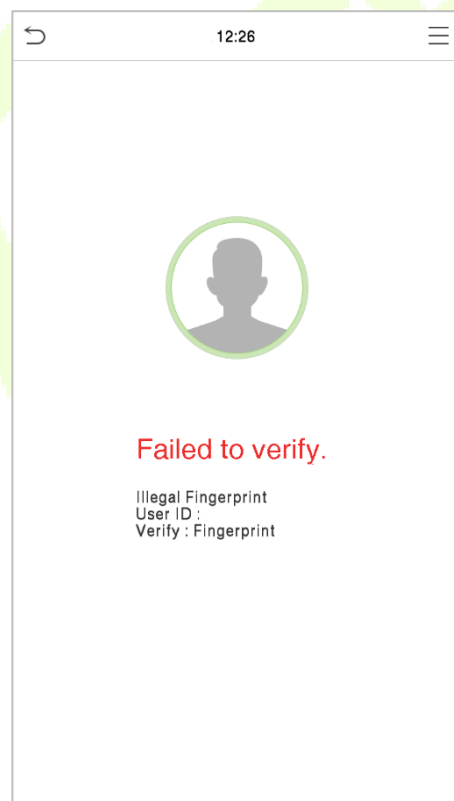 12:26
Failed to verify.
Illegal Fingerprint
User ID :
Verify : Fingerprint